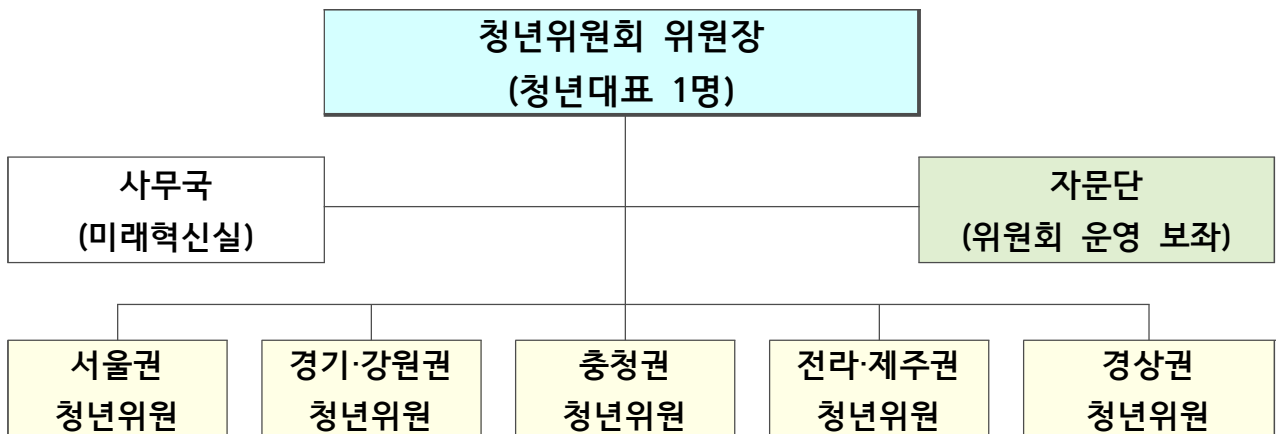 청년위원회 위원장
(청년대표 1명)
사무국
(미래혁신실)
자문단
(위원회 운영 보좌)
서울권
청년위원
경기·강원권
청년위원
충청권
청년위원
전라·제주권
청년위원
경상권
청년위원